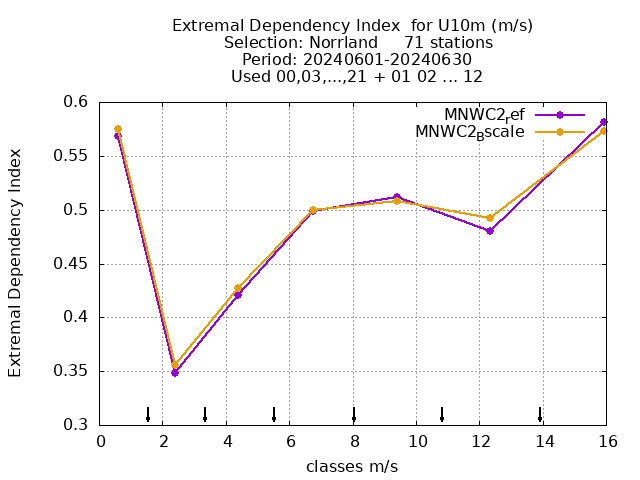 Extremal Dependency Index  for U10m (m/s)
Selection: Norrland     71 stations
Period: 20240601-20240630
Used 00,03,...,21 + 01 02 ... 12
MNWC2ref
MNWC2Bscale
Extremal Dependency Index
0.6
0.55
0.5
0.45
0.4
0.35
0.3
0 2 4 6 8 10 12 14 16
classes m/s